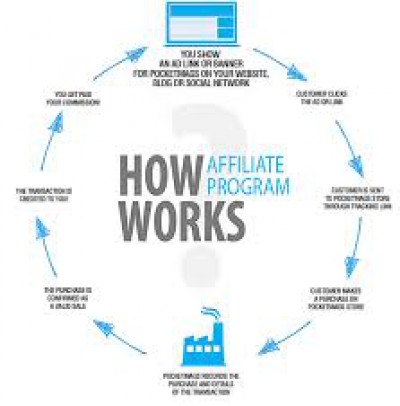 YOU SHOW
AN AD LINK OR BANNER
FOR POCKETMAGS ON YOUR WEBSITE,
BLOG OR SOCIAL NETWORK
CUSTOMER CLICKS
THE AD OR LINK
CUSTOMER IS SENT
TO POCKETMAGS STORE
THROUGH TRACKING LINK
CUSTOMER MAKES
A PURCHASE ON
POCKETMAGS STORE
POCKETMAGS RECORDS THE
PURCHASE AND DETAILS
OF THE TRANSACTION
THE PURCHASE IS
CONFIRMED AS
A VALID SALE
THE TRANSACTION IS
CREDITED TO YOU!
YOU GET PAID
YOUR COMMISSION!
HOW AFFILIATE
PROGRAM
WORKS
?